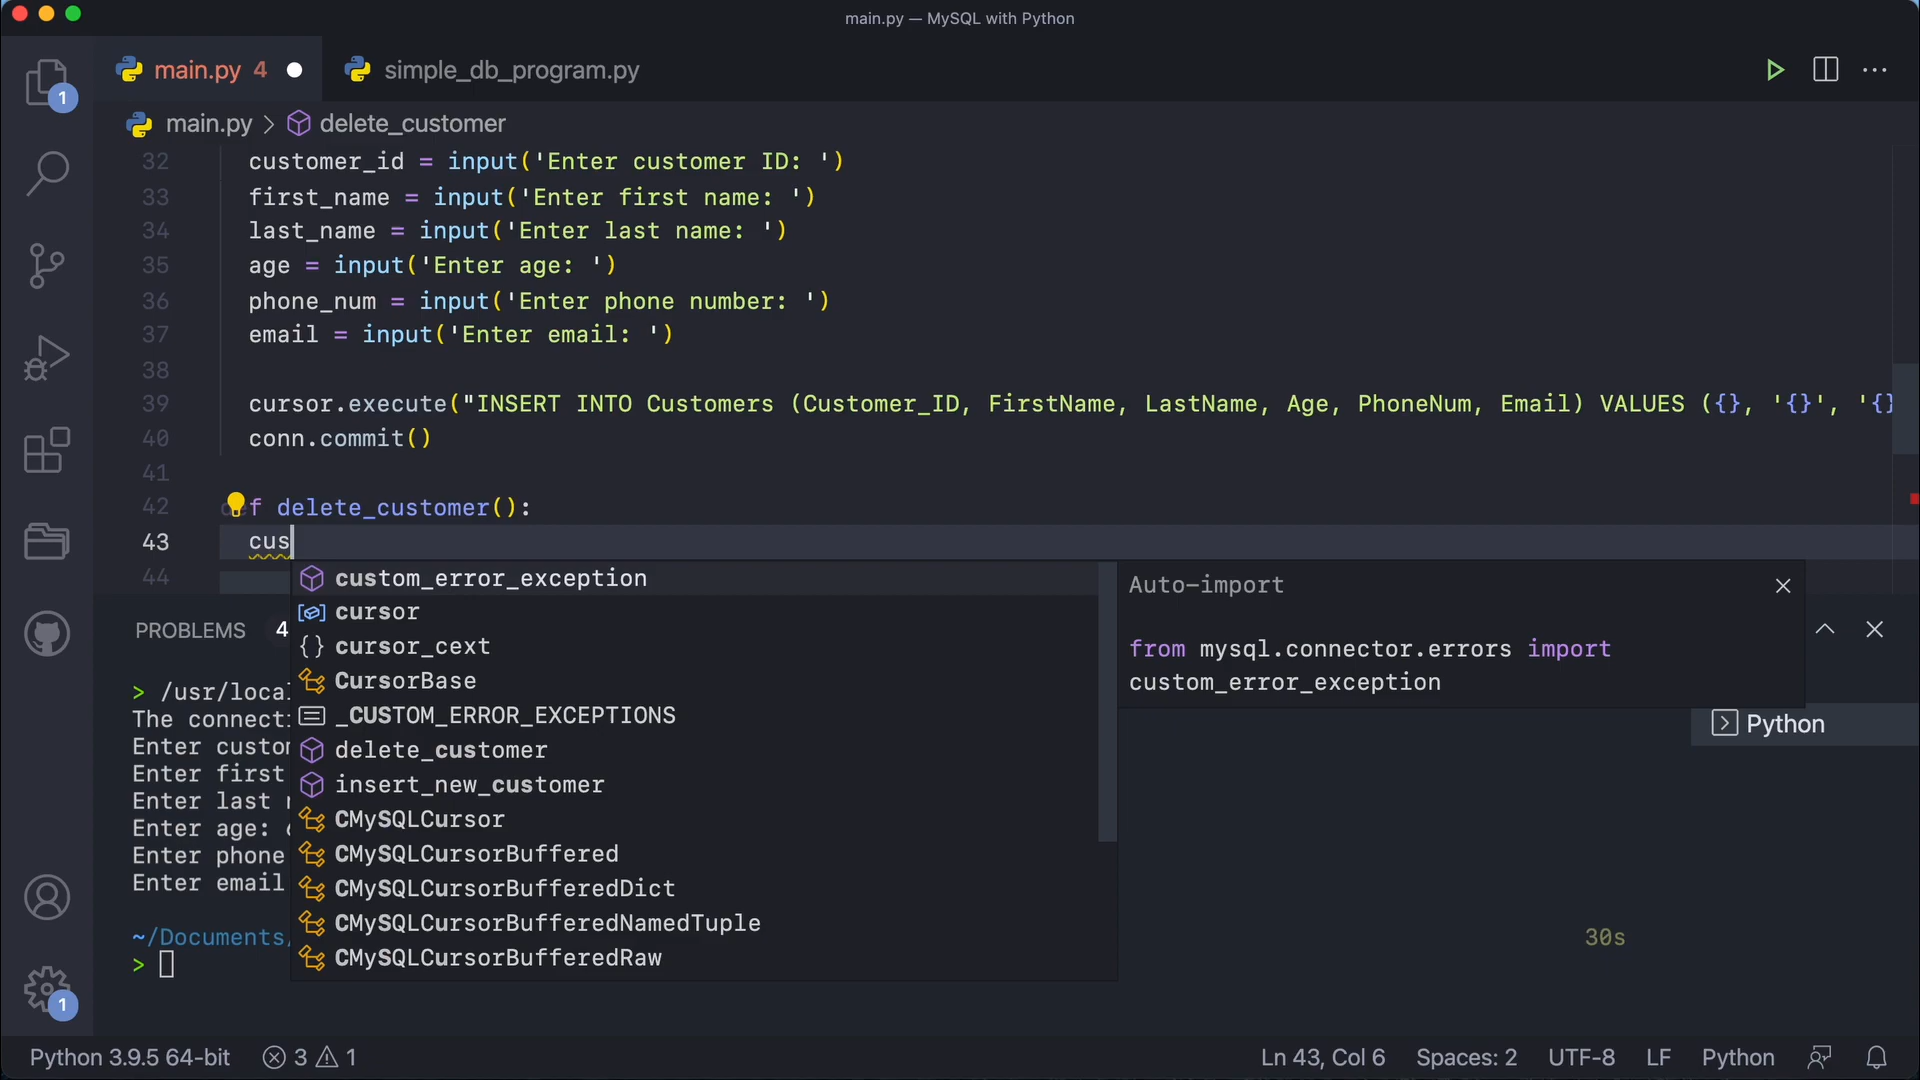 main.py — MySQL with Python
main.py 4
simple_db_program.py
1
main.py > delete_customer
32 customer_id = input('Enter customer ID: ')
33 first_name = input('Enter first name: ')
34 last_name = input('Enter last name: ')
35 age = input('Enter age: ')
36 phone_num = input('Enter phone number: ')
37 email = input('Enter email: ')
38
39 cursor.execute("INSERT INTO Customers (Customer_ID, FirstName, LastName, Age, PhoneNum, Email) VALUES ({}, '{}', '{}
40 conn.commit()
41
42 def delete_customer():
43 cus
44
custom_error_exception
cursor
cursor_cext
CursorBase
_CUSTOM_ERROR_EXCEPTIONS
delete_customer
insert_new_customer
CMySQLCursor
CMySQLCursorBuffered
CMySQLCursorBufferedDict
CMySQLCursorBufferedNamedTuple
CMySQLCursorBufferedRaw
Auto-import
from mysql.connector.errors import
custom_error_exception
PROBLEMS 4
Python
> /usr/local
The connecti
Enter custom
Enter first
Enter last n
Enter age: 6
Enter phone
Enter email
~/Documents/
30s
>
1
Python 3.9.5 64-bit 3 1
Ln 43, Col 6 Spaces: 2 UTF-8 LF Python